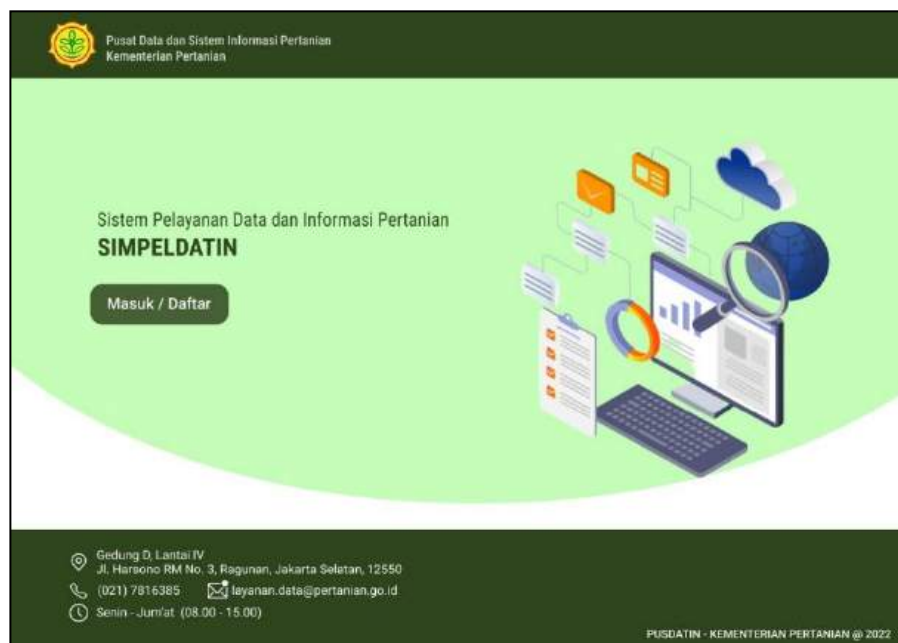 Pusat Data dan Sistem Informasi Pertanian
Kementerian Pertanian
Sistem Pelayanan Data dan Informasi Pertanian
SIMPELDATIN
Masuk / Daftar
Gedung D, Lantai IV
Jl. Harsono RM No. 3, Ragunan, Jakarta Selatan, 12550
(021) 7816385
layanan.data@pertanian.go.id
Senin - Jum'at (08.00 - 15.00)
PUSDATIN - KEMENTERIAN PERTANIAN @ 2022